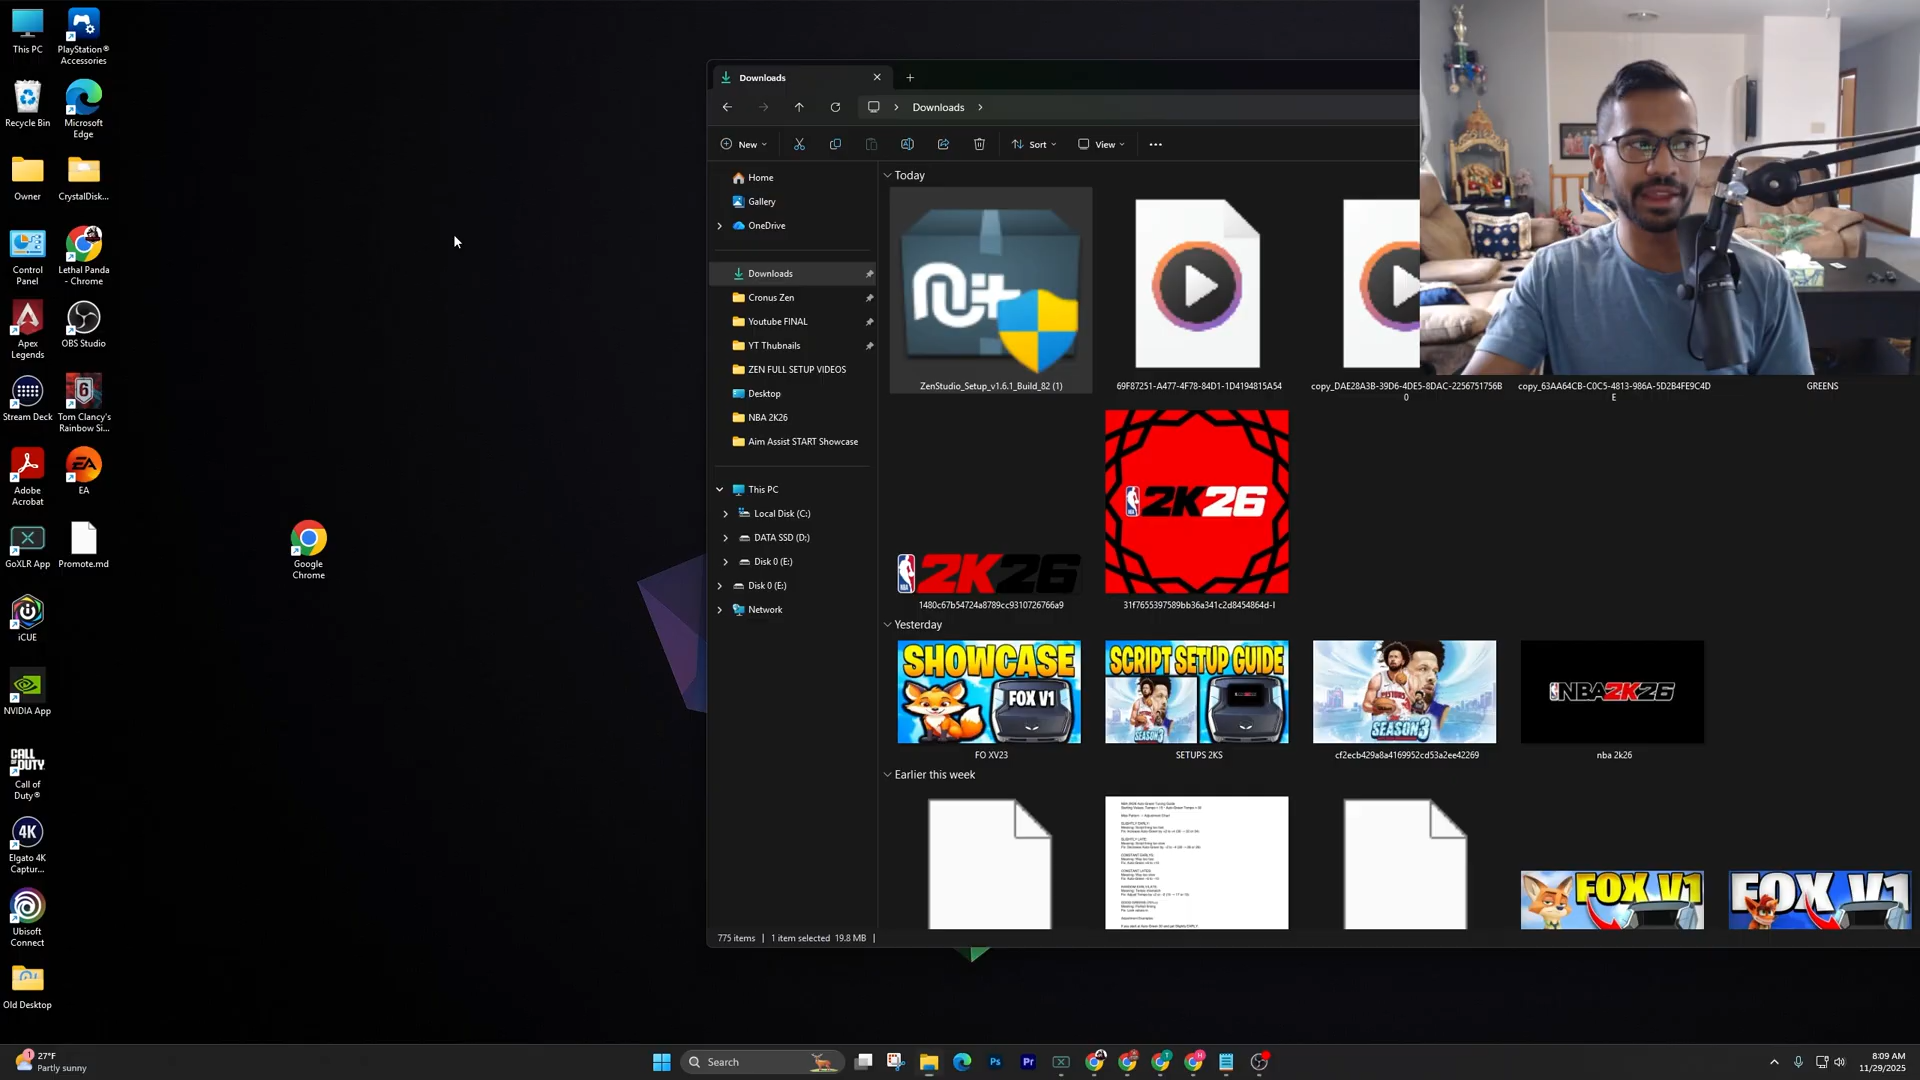 This PC
PlayStation®
Accessories
Recycle Bin
Microsoft
Edge
Owner
CrystalDisk...
Control
Panel
Lethal Panda
- Chrome
Apex
Legends
OBS Studio
Stream Deck
Tom Clancy's
Rainbow Si...
Adobe
Acrobat
EA
GoXLR App
Promote.md
Google
Chrome
iCUE
NVIDIA App
CALL
OF DUTY
Call of
Duty®
4K
Elgato 4K
Captur...
Ubisoft
Connect
Old Desktop
Downloads
Downloads
New
Sort
View
Home
Gallery
OneDrive
Downloads
Cronus Zen
Youtube FINAL
YT Thubnails
ZEN FULL SETUP VIDEOS
Desktop
NBA 2K26
Aim Assist START Showcase
This PC
Local Disk (C:)
DATA SSD (D:)
Disk 0 (E:)
Disk 0 (E:)
Network
Today
ZenStudio_Setup_v1.6.1_Build_82 (1)
69F87251-A477-4F78-84D1-1D4194815A54
copy_DAE28A3B-39D6-4DE5-8DAC-2256751756B
0
copy_63AA64CB-C0C5-4813-986A-5D2B4FE9C4D
E
GREENS
2K26
2K26
1480c67b54724a8789cc9310726766a9
31f7655397589bb36a341c2d8454864d-l
Yesterday
SHOWCASE
FOX V1
SCRIPT SETUP GUIDE
SEASON 3
SEASON 3
NBA2K26
FO XV23
SETUPS 2KS
cf2ecb429a8a4169952cd53a2ee42269
nba 2k26
Earlier this week
FOX V1
FOX V1
775 items
1 item selected 19.8 MB
27°F
Partly sunny
Search
8:09 AM
11/29/2025